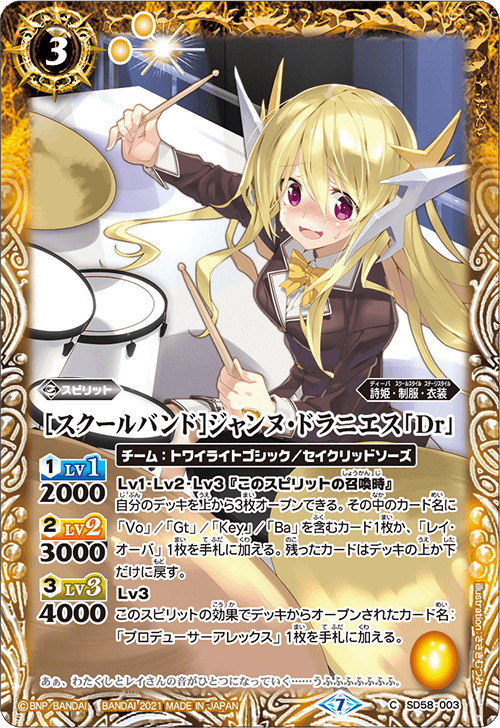 3
スピリット
ディーバ スクールスタイル ステージスタイル
詩姫・制服・衣装
[スクールバンド]ジャンヌ・ドラニエス「Dr」
チーム：トワイライトゴシック／セイクリッドソーズ
1 LV1
2000
2 LV2
3000
3 LV3
4000
Lv1・Lv2・Lv3『このスピリットの召喚時』
自分のデッキを上から3枚オープンできる。その中のカード名に
「Vo」／「Gt」／「Key」／「Ba」を含むカード1枚か、「レイ・
オーバ」1枚を手札に加える。残ったカードはデッキの上か下
だけに戻す。
Lv3
このスピリットの効果でデッキからオープンされたカード名：
「プロデューサーアレックス」1枚を手札に加える。
あぁ、わたくしとレイさんの音がひとつになっていく……うふふふふふふふ。
Illustration：ささきむつみ
©BNP/BANDAI BANDAI 2021 MADE IN JAPAN
7
C SD58-003